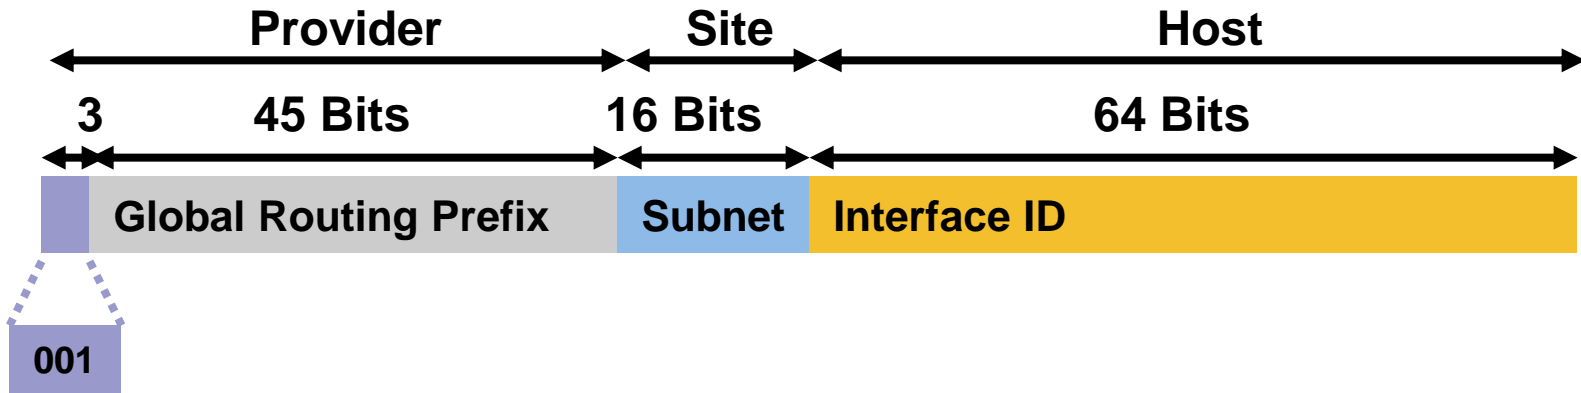 Provider Site Host
3 45 Bits 16 Bits 64 Bits
Global Routing Prefix Subnet Interface ID
001